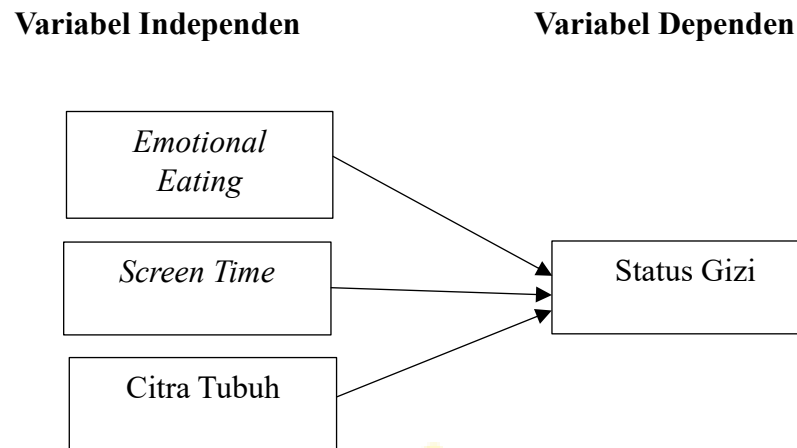 Variabel Independen
Variabel Dependen
Emotional
Eating
Screen Time
Status Gizi
Citra Tubuh